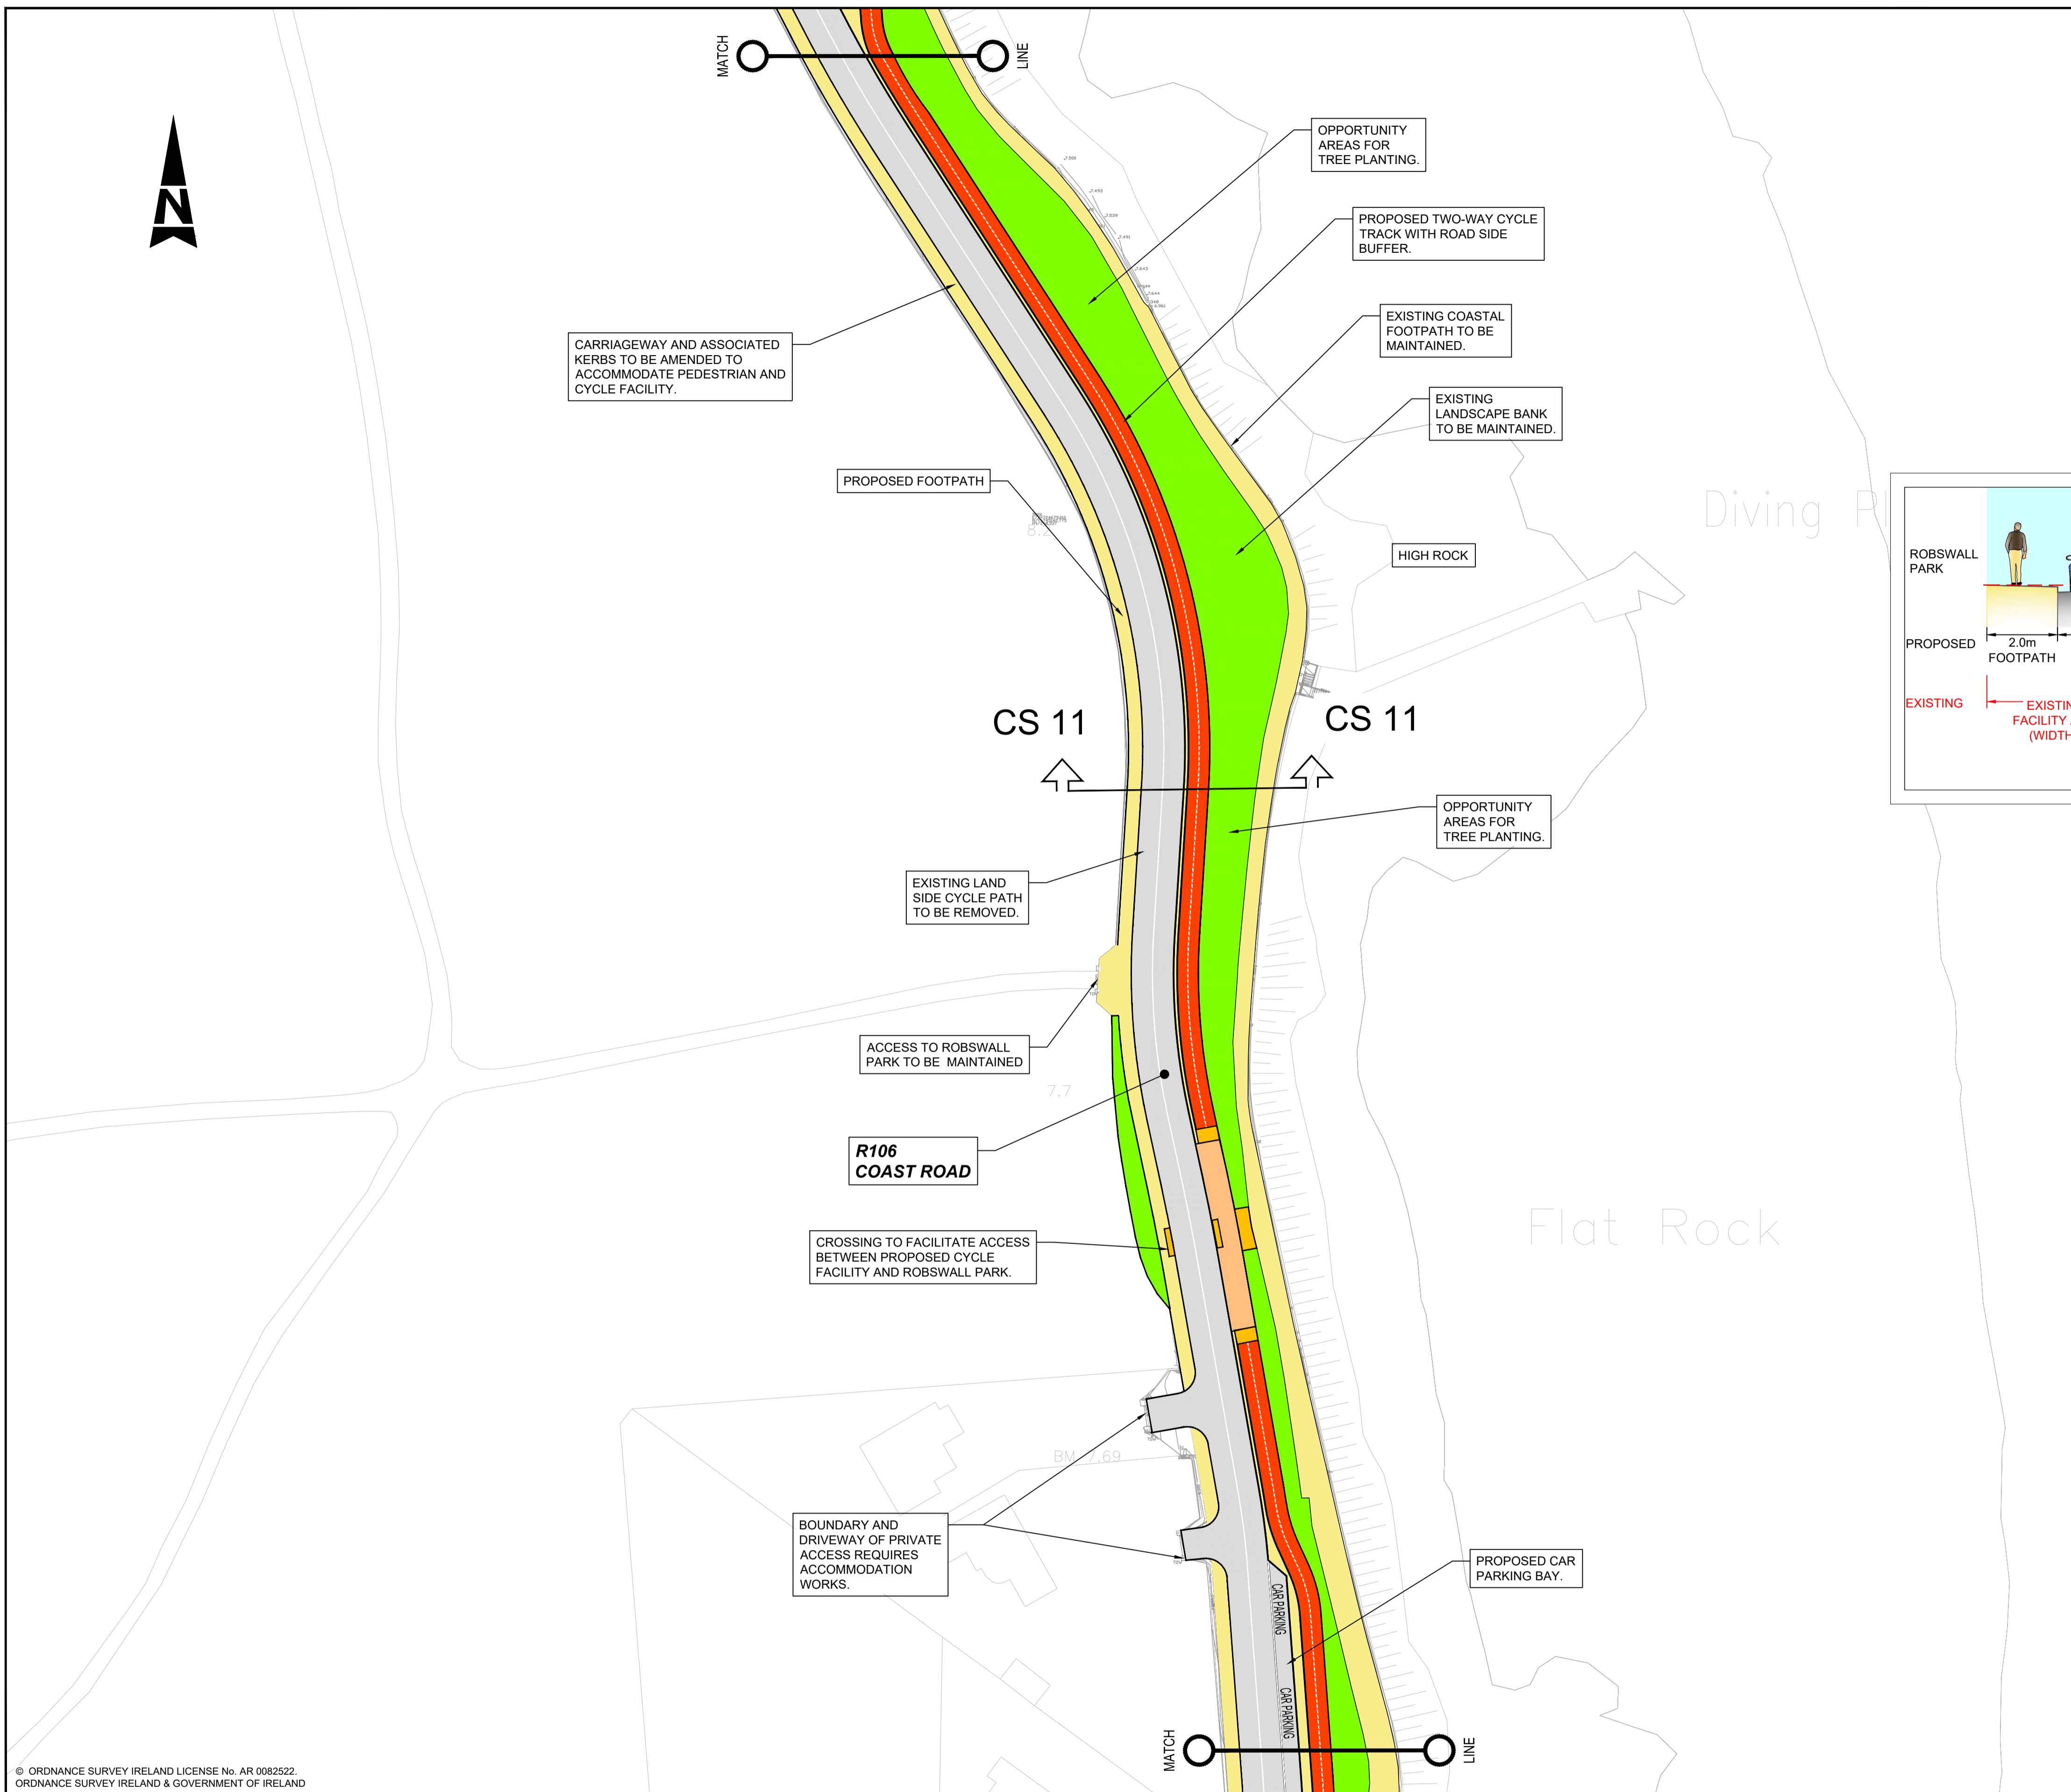 MATCH
LINE
N
OPPORTUNITY
AREAS FOR
TREE PLANTING.
PROPOSED TWO-WAY CYCLE
TRACK WITH ROAD SIDE
BUFFER.
EXISTING COASTAL
FOOTPATH TO BE
MAINTAINED.
CARRIAGEWAY AND ASSOCIATED
KERBS TO BE AMENDED TO
ACCOMMODATE PEDESTRIAN AND
CYCLE FACILITY.
EXISTING
LANDSCAPE BANK
TO BE MAINTAINED.
PROPOSED FOOTPATH
Diving Pl
HIGH ROCK
ROBSWALL
PARK
PROPOSED
2.0m
FOOTPATH
EXISTING
EXISTIN
FACILITY
(WIDTH
CS 11
CS 11
OPPORTUNITY
AREAS FOR
TREE PLANTING.
EXISTING LAND
SIDE CYCLE PATH
TO BE REMOVED.
ACCESS TO ROBSWALL
PARK TO BE MAINTAINED
7.7
R106
COAST ROAD
Flat Rock
CROSSING TO FACILITATE ACCESS
BETWEEN PROPOSED CYCLE
FACILITY AND ROBSWALL PARK.
BM 7.69
BOUNDARY AND
DRIVEWAY OF PRIVATE
ACCESS REQUIRES
ACCOMMODATION
WORKS.
PROPOSED CAR
PARKING BAY.
CAR PARKING
CAR PARKING
MATCH
LINE
© ORDNANCE SURVEY IRELAND LICENSE No. AR 0082522.
ORDNANCE SURVEY IRELAND & GOVERNMENT OF IRELAND